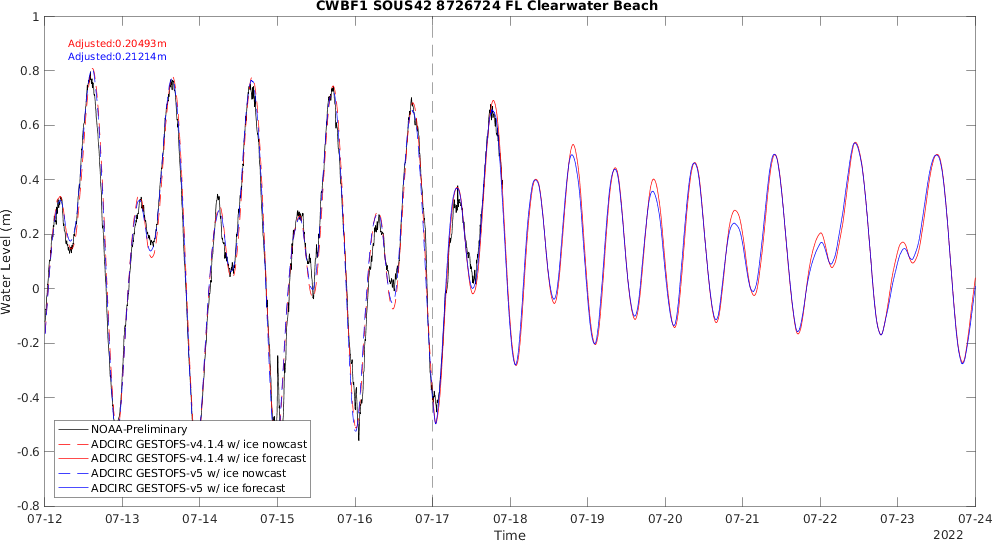 CWBF1 SOUS42 8726724 FL Clearwater Beach
Adjusted:0.20493m
Adjusted:0.21214m
Water Level (m)
1
0.8
0.6
0.4
0.2
0
-0.2
-0.4
-0.6
-0.8
NOAA-Preliminary
ADCIRC GESTOFS-v4.1.4 w/ ice nowcast
ADCIRC GESTOFS-v4.1.4 w/ ice forecast
ADCIRC GESTOFS-v5 w/ ice nowcast
ADCIRC GESTOFS-v5 w/ ice forecast
07-12 07-13 07-14 07-15 07-16 07-17 07-18 07-19 07-20 07-21 07-22 07-23 07-24
Time
2022